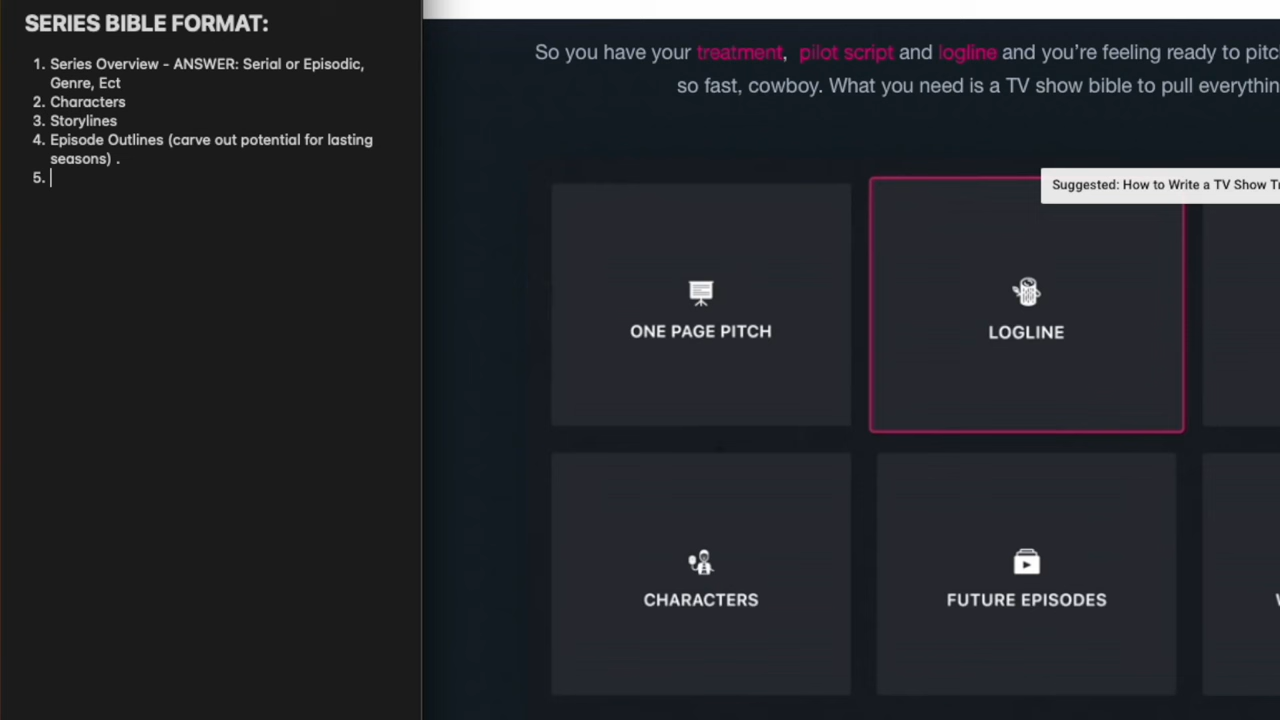 SERIES BIBLE FORMAT:
1. Series Overview - ANSWER: Serial or Episodic,
Genre, Ect
2. Characters
3. Storylines
4. Episode Outlines (carve out potential for lasting
seasons) .
5.
So you have your treatment, pilot script and logline and you're feeling ready to pitc
so fast, cowboy. What you need is a TV show bible to pull everythin
Suggested: How to Write a TV Show Tr
ONE PAGE PITCH
LOGLINE
CHARACTERS
FUTURE EPISODES